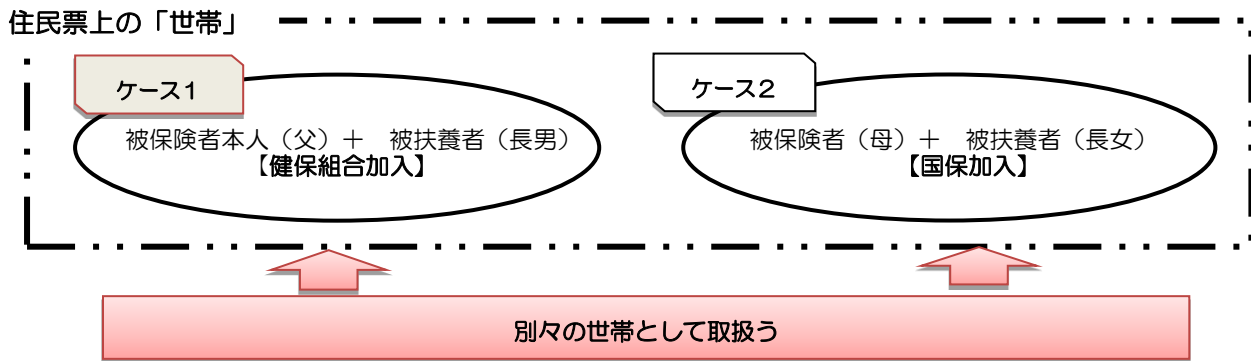 住民票上の「世帯」
ケース1
被保険者本人（父）＋　被扶養者（長男）
【健保組合加入】
ケース2
被保険者（母）＋　被扶養者（長女）
【国保加入】
別々の世帯として取扱う